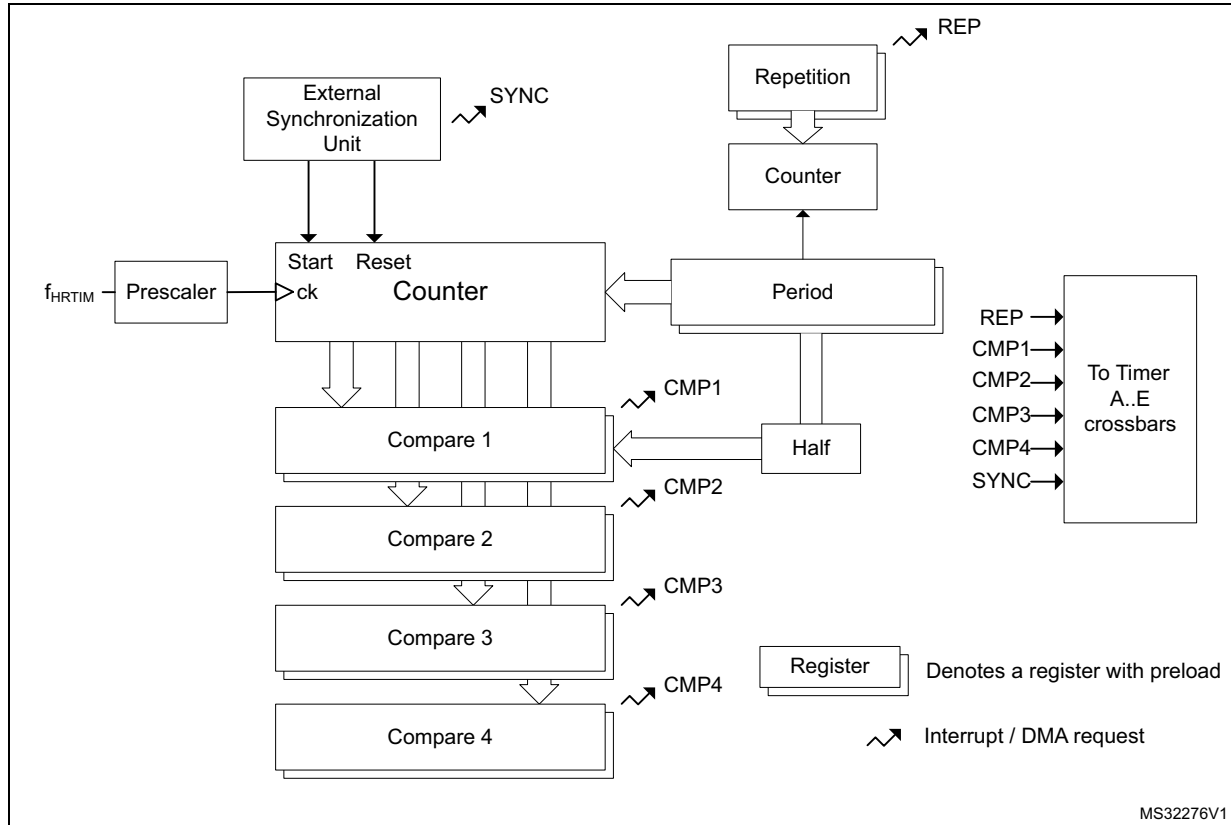 REP
Repetition
External
Synchronization
Unit
SYNC
Counter
Start Reset
f_HRTIM
Prescaler
ck
Counter
Period
REP
CMP1
CMP2
CMP3
CMP4
SYNC
To Timer
A..E
crossbars
CMP1
Compare 1
Half
CMP2
Compare 2
CMP3
Compare 3
CMP4
Compare 4
Register
Denotes a register with preload
Interrupt / DMA request
MS32276V1